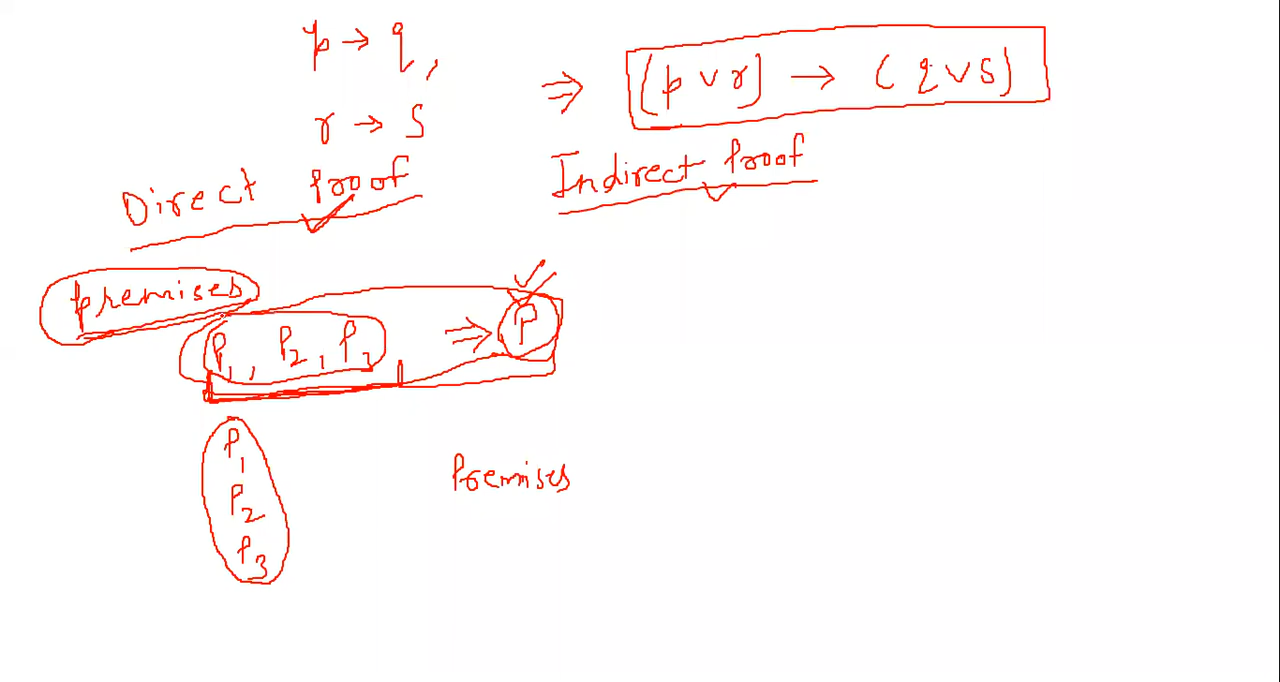 p → q,
⇒ (p ∨ r) → (q ∨ s)
r → s
Direct Proof
Indirect Proof
Premises
P1, P2, P3 ⇒ P
P1
P2
P3
Premises